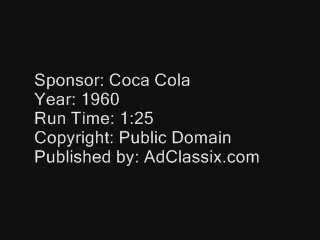 Sponsor: Coca Cola
Year: 1960
Run Time: 1:25
Copyright: Public Domain
Published by: AdClassix.com